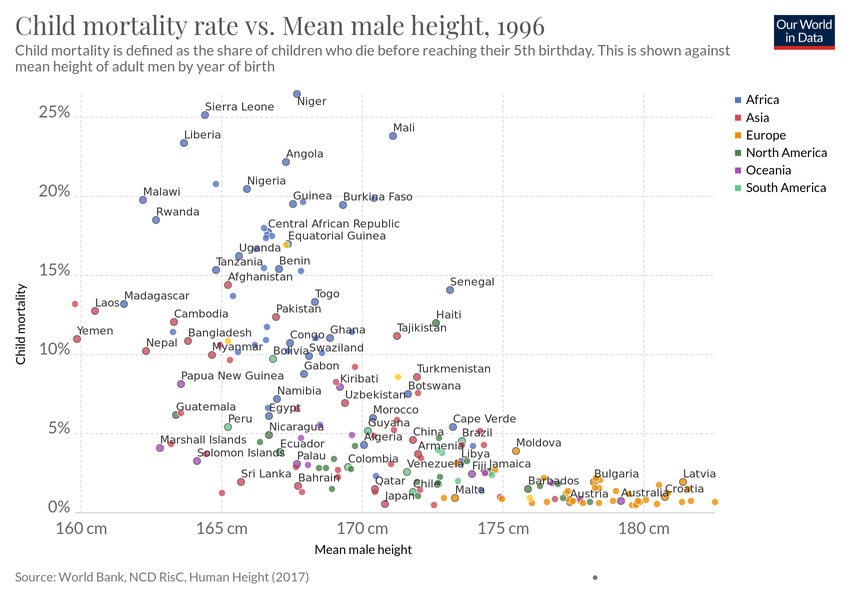 Child mortality rate vs. Mean male height, 1996
Our World
in Data
Child mortality is defined as the share of children who die before reaching their 5th birthday. This is shown against
mean height of adult men by year of birth
Africa
Asia
Europe
North America
Oceania
South America
Child mortality
25%
20%
15%
10%
5%
0%
Niger
Sierra Leone
Mali
Liberia
Angola
Nigeria
Malawi
Guinea
Burkina Faso
Rwanda
Central African Republic
Equatorial Guinea
Uganda
Tanzania
Benin
Afghanistan
Senegal
Laos
Madagascar
Togo
Cambodia
Pakistan
Haiti
Yemen
Bangladesh
Congo
Ghana
Tajikistan
Nepal
Myanmar
Bolivia
Swaziland
Gabon
Turkmenistan
Papua New Guinea
Kiribati
Botswana
Namibia
Uzbekistan
Guatemala
Egypt
Morocco
Peru
Nicaragua
Guyana
Cape Verde
Marshall Islands
Algeria
China
Brazil
Solomon Islands
Ecuador
Armenia
Moldova
Palau
Colombia
Venezuela
Libya
Fiji
Jamaica
Sri Lanka
Bahrain
Qatar
Chile
Barbados
Bulgaria
Latvia
Japan
Malta
Austria
Australia
Croatia
160 cm
165 cm
170 cm
175 cm
180 cm
Mean male height
Source: World Bank, NCD RisC, Human Height (2017)